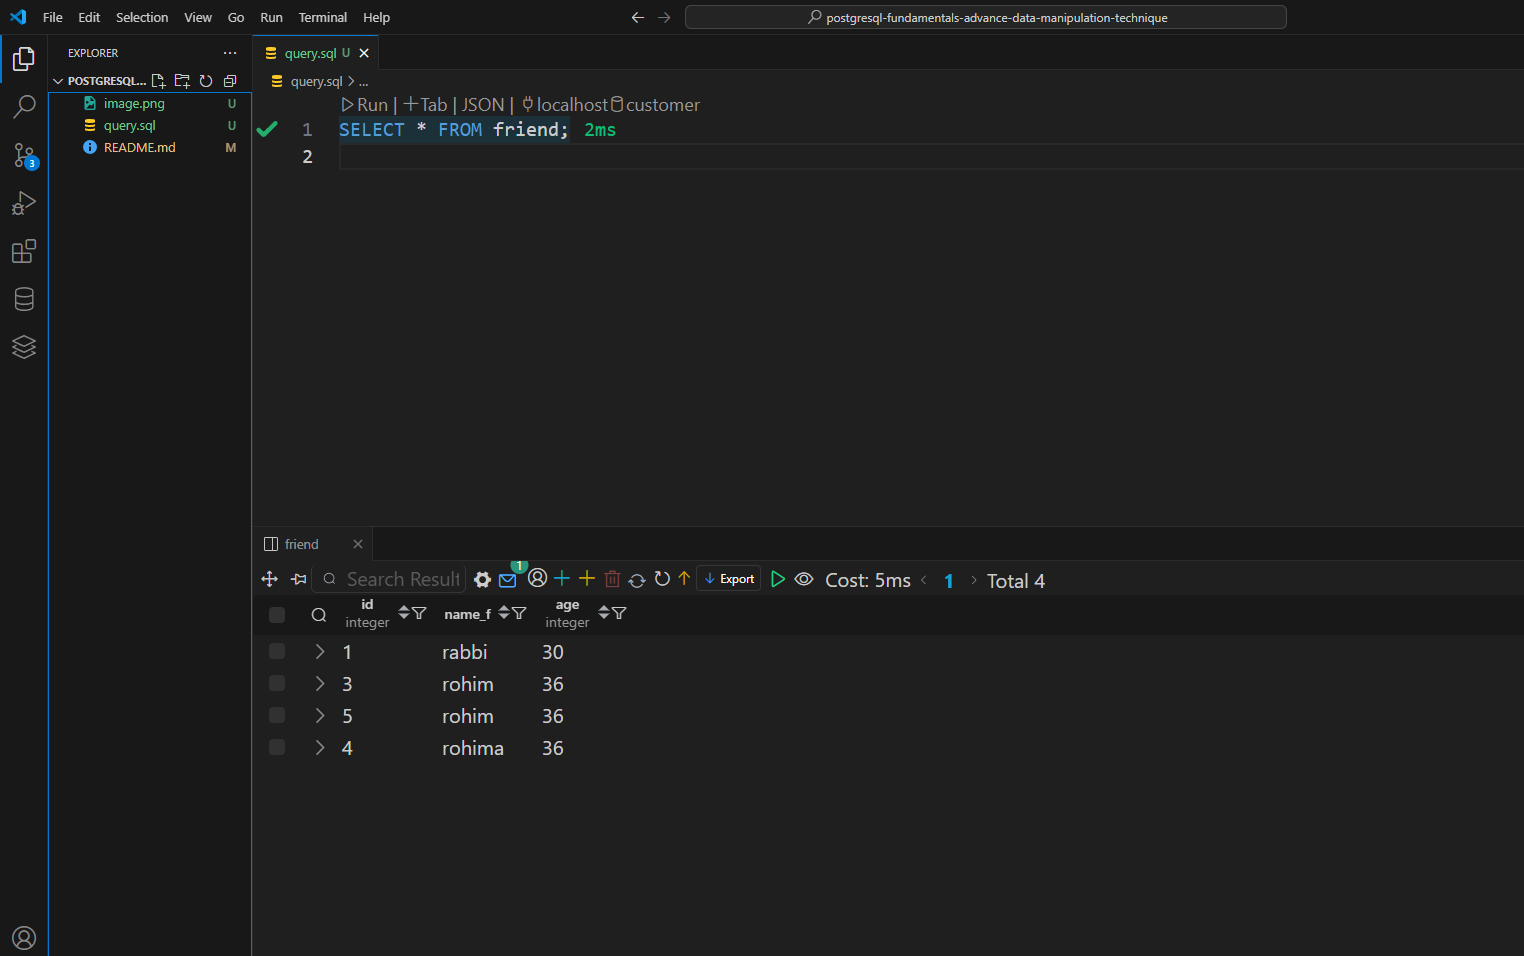 File Edit Selection View Go Run Terminal Help
postgresql-fundamentals-advance-data-manipulation-technique
EXPLORER
POSTGRESQL...
image.png U
query.sql U
README.md M
3
query.sql U
query.sql > ...
Run | Tab | JSON | localhost customer
1 SELECT * FROM friend; 2ms
2
friend
Search Result
1
Export
Cost: 5ms < 1 > Total 4
id integer name_f age integer
1 rabbi 30
3 rohim 36
5 rohim 36
4 rohima 36